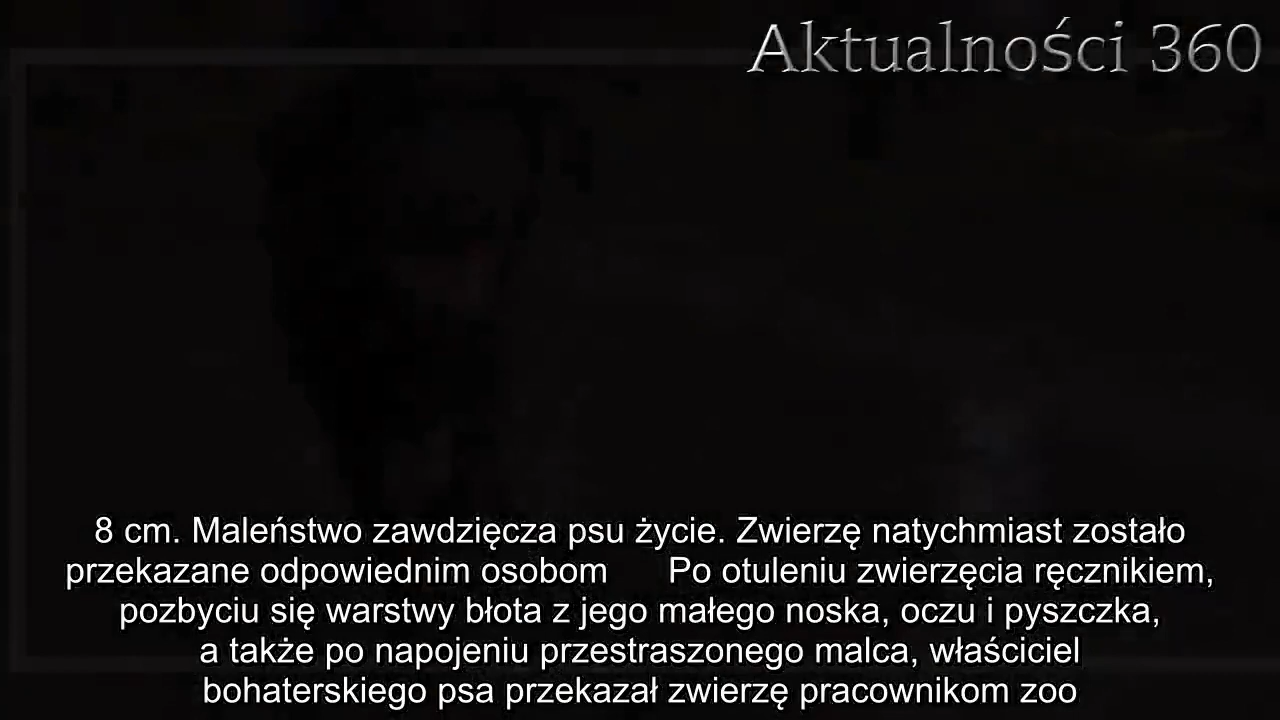 Aktualności 360
8 cm. Maleństwo zawdzięcza psu życie. Zwierzę natychmiast zostało
przekazane odpowiednim osobom Po otuleniu zwierzęcia ręcznikiem,
pozbyciu się warstwy błota z jego małego noska, oczu i pyszczka,
a także po napojeniu przestraszonego malca, właściciel
bohaterskiego psa przekazał zwierzę pracownikom zoo